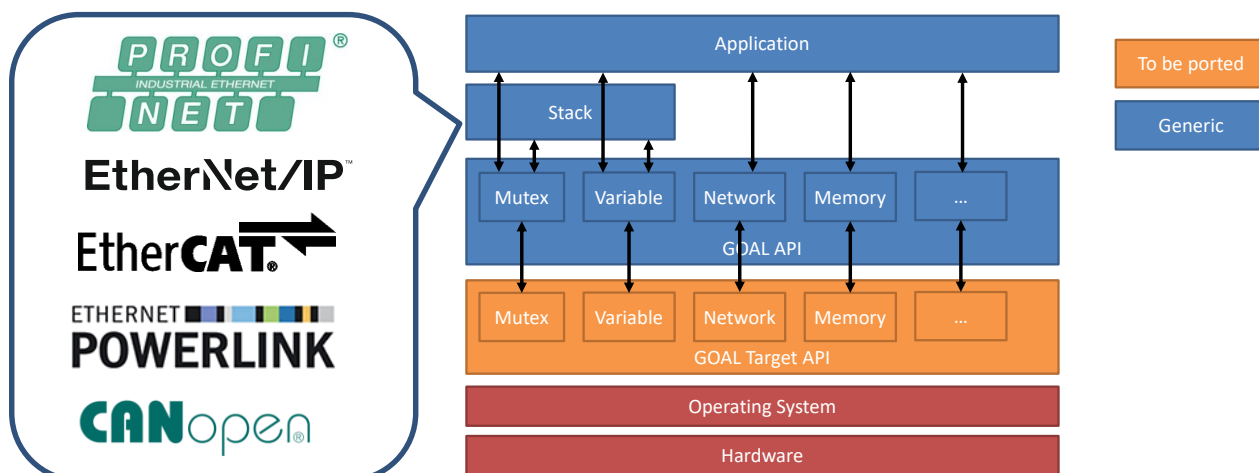 PROFI®
INDUSTRIAL ETHERNET
NET
EtherNet/IP™
EtherCAT®
ETHERNET
POWERLINK
CANopen®
Application
Stack
Mutex Variable Network Memory ...
GOAL API
Mutex Variable Network Memory ...
GOAL Target API
Operating System
Hardware
To be ported
Generic